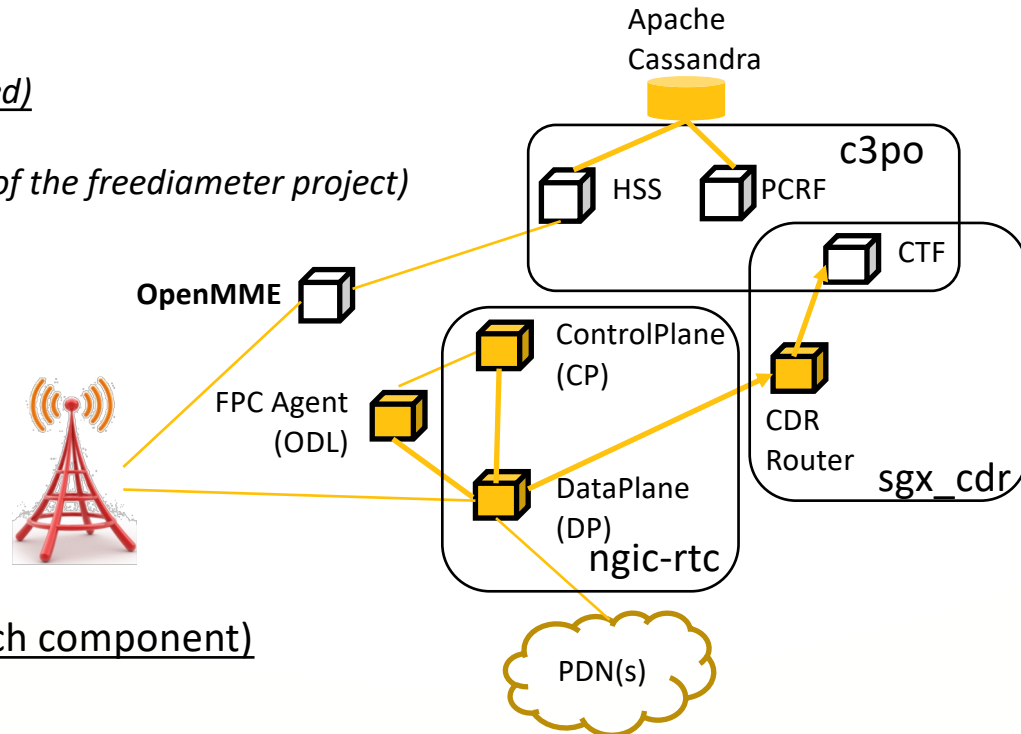 Apache
Cassandra
ed)
of the freediameter project)
c3po
HSS
PCRF
CTF
OpenMME
ControlPlane
(CP)
FPC Agent
(ODL)
CDR
Router
sgx_cdr
DataPlane
(DP)
ngic-rtc
ch component)
PDN(s)